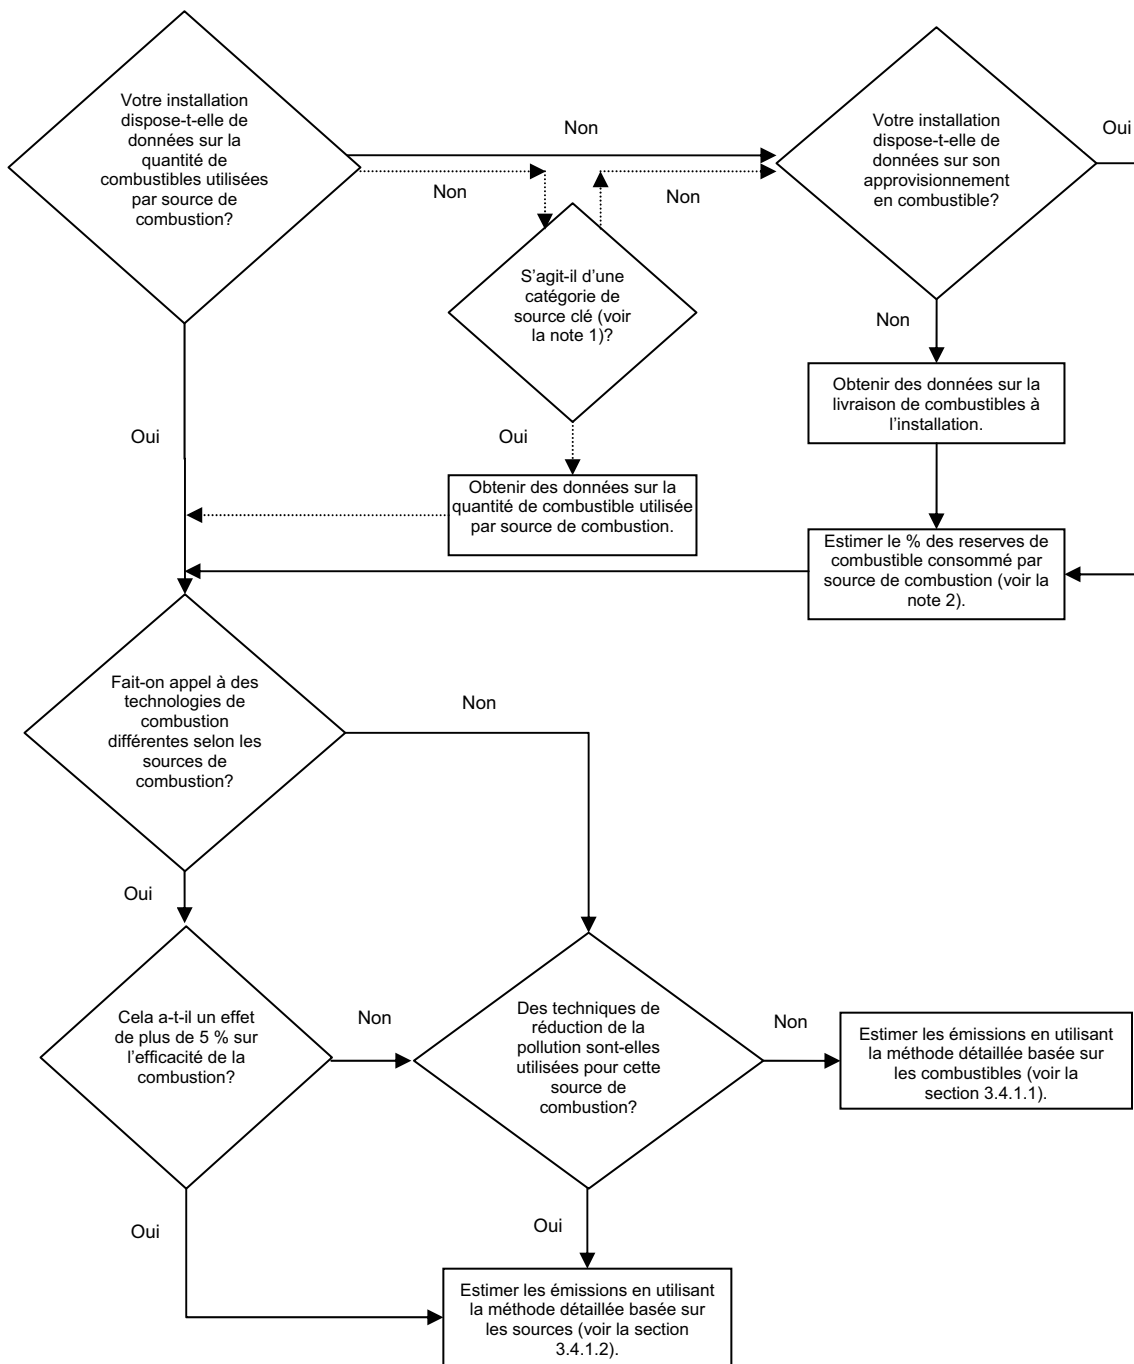 Votre installation
dispose-t-elle de
données sur la
quantité de
combustibles utilisées
par source de
combustion?
Non
Non
Non
Votre installation
dispose-t-elle de
données sur son
approvisionnement
en combustible?
Oui
S'agit-il d'une
catégorie de
source clé (voir
la note 1)?
Non
Obtenir des données sur la
livraison de combustibles à
l'installation.
Oui
Oui
Obtenir des données sur la
quantité de combustible utilisée
par source de combustion.
Estimer le % des reserves de
combustible consommé par
source de combustion (voir la
note 2).
Fait-on appel à des
technologies de
combustion
différentes selon les
sources de
combustion?
Non
Oui
Cela a-t-il un effet
de plus de 5 % sur
l'efficacité de la
combustion?
Non
Des techniques de
réduction de la
pollution sont-elles
utilisées pour cette
source de
combustion?
Non
Estimer les émissions en utilisant
la méthode détaillée basée sur
les combustibles (voir la
section 3.4.1.1).
Oui
Oui
Estimer les émissions en utilisant
la méthode détaillée basée sur
les sources (voir la section
3.4.1.2).